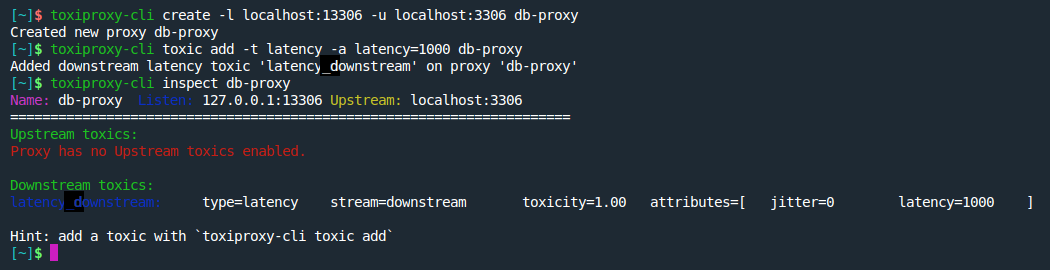 [~]$ toxiproxy-cli create -l localhost:13306 -u localhost:3306 db-proxy
Created new proxy db-proxy
[~]$ toxiproxy-cli toxic add -t latency -a latency=1000 db-proxy
Added downstream latency toxic 'latency_downstream' on proxy 'db-proxy'
[~]$ toxiproxy-cli inspect db-proxy
Name: db-proxy  Listen: 127.0.0.1:13306 Upstream: localhost:3306
======================================================================
Upstream toxics:
Proxy has no Upstream toxics enabled.
Downstream toxics:
latency_downstream:     type=latency    stream=downstream       toxicity=1.00   attributes=[   jitter=0        latency=1000    ]
Hint: add a toxic with `toxiproxy-cli toxic add`
[~]$